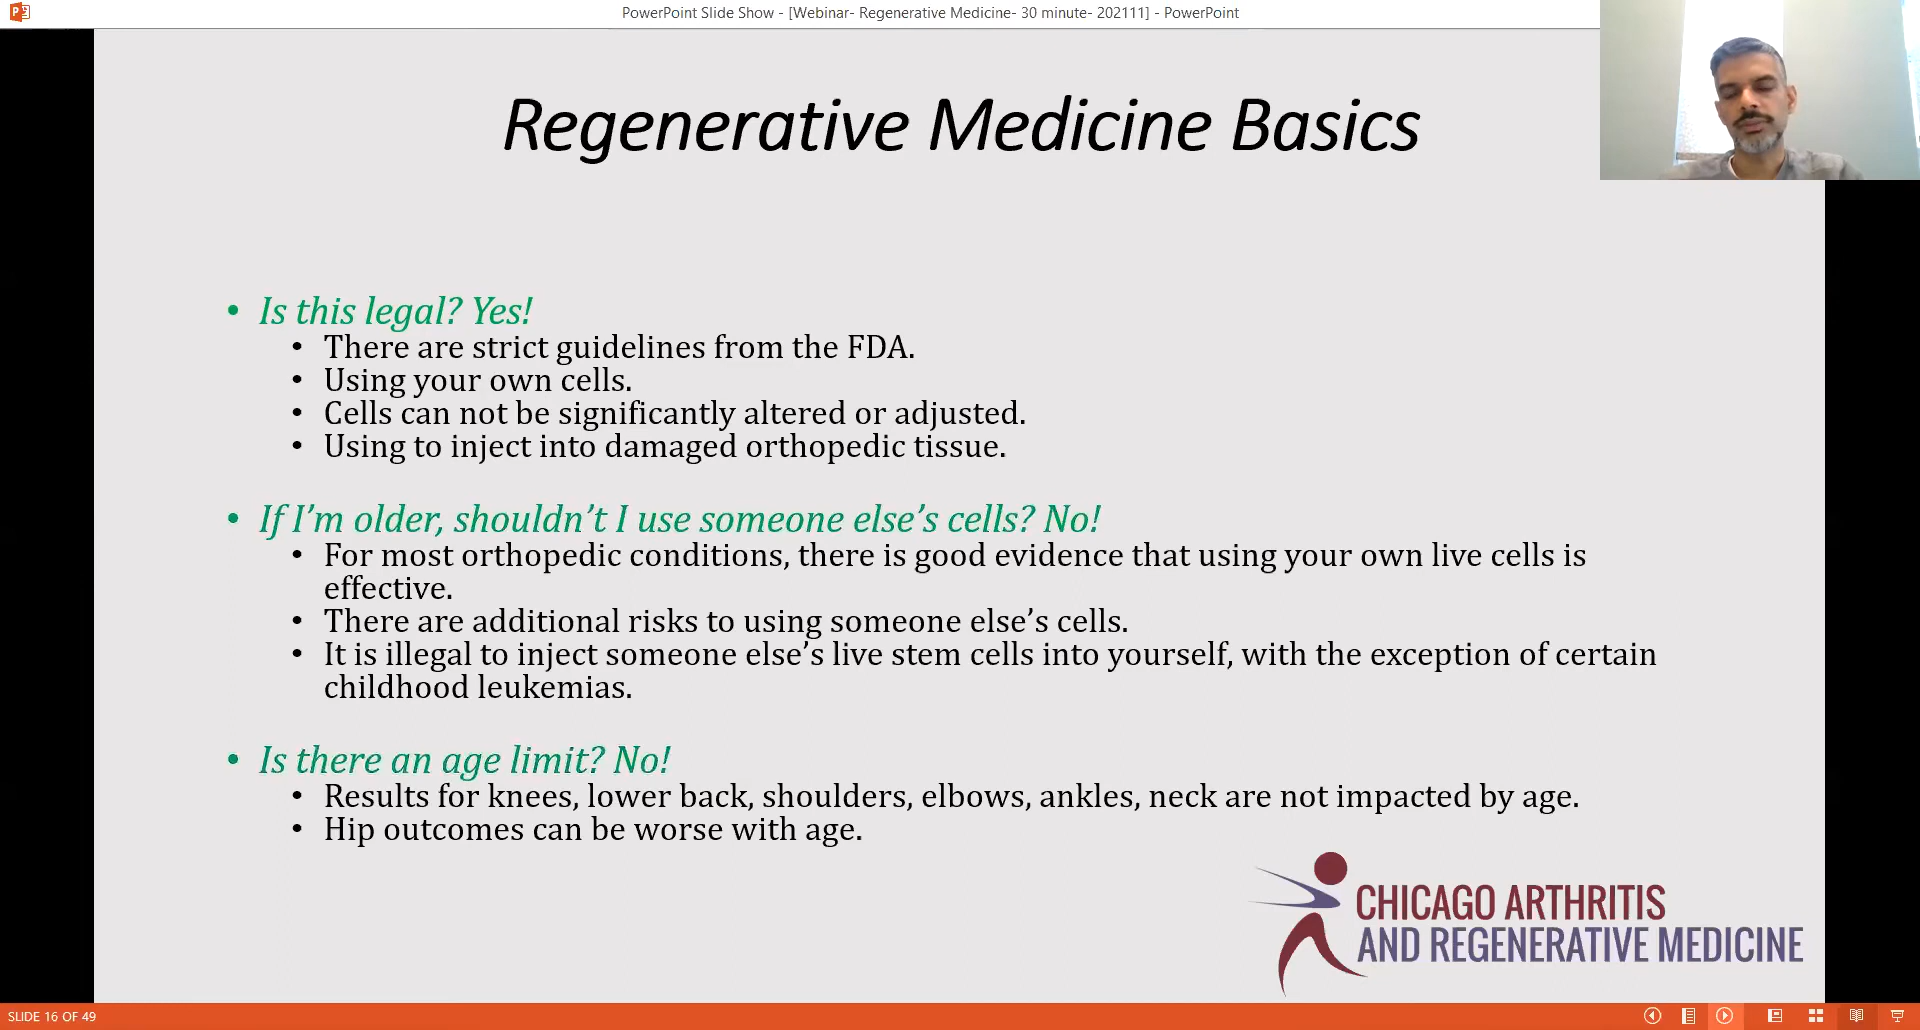 PowerPoint Slide Show - [Webinar- Regenerative Medicine- 30 minute- 202111] - PowerPoint
Regenerative Medicine Basics
• Is this legal? Yes!
• There are strict guidelines from the FDA.
• Using your own cells.
• Cells can not be significantly altered or adjusted.
• Using to inject into damaged orthopedic tissue.
• If I’m older, shouldn’t I use someone else’s cells? No!
• For most orthopedic conditions, there is good evidence that using your own live cells is
effective.
• There are additional risks to using someone else’s cells.
• It is illegal to inject someone else’s live stem cells into yourself, with the exception of certain
childhood leukemias.
• Is there an age limit? No!
• Results for knees, lower back, shoulders, elbows, ankles, neck are not impacted by age.
• Hip outcomes can be worse with age.
CHICAGO ARTHRITIS
AND REGENERATIVE MEDICINE
SLIDE 16 OF 49